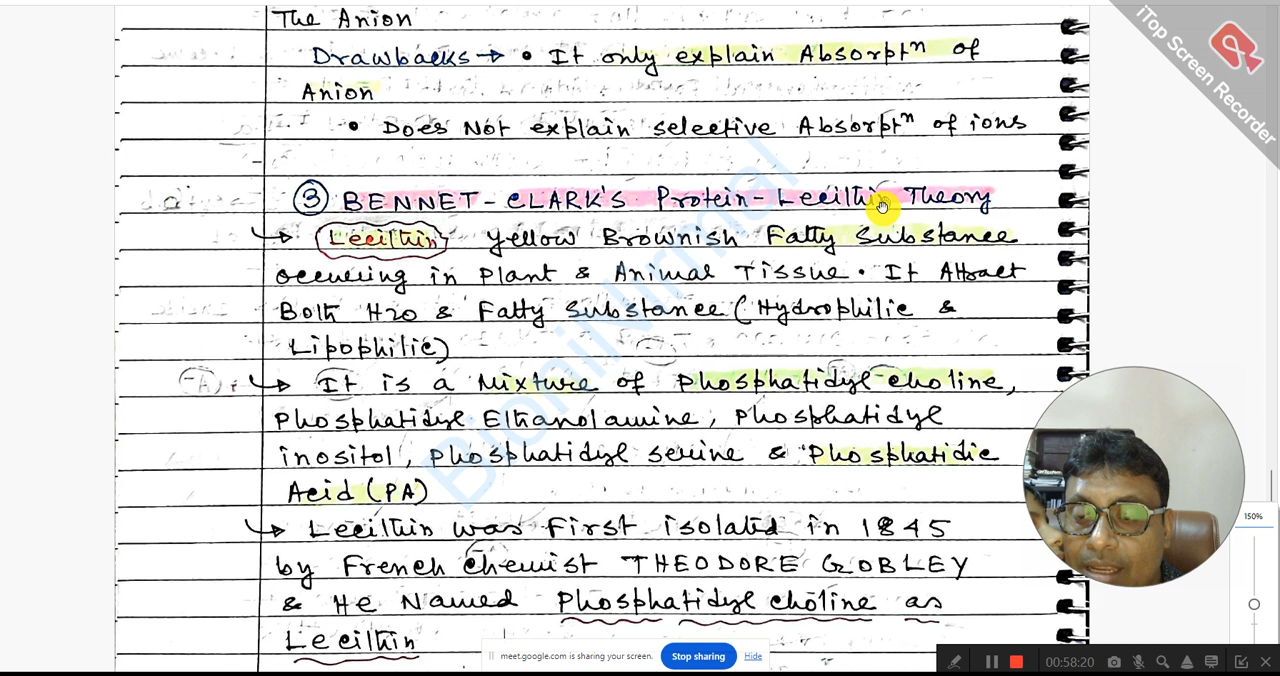 The Anion
Drawbacks → • It only explain Absorptⁿ of
Anion
• Does Not explain selective Absorptⁿ of ions
③ BENNET - CLARK'S Protein - Lecithin Theory
↳ Lecithin Yellow Brownish Fatty Substance
occuring in Plant & Animal Tissue. It Attract
Both H2O & Fatty Substance (Hydrophilic &
Lipophilic)
↳ It is a Mixture of Phosphatidyl-choline,
Phosphatidyl Ethanolamine, Phosphatidyl
inositol, phosphatidyl serine & Phosphatidic
Acid (PA)
↳ Lecithin was First isolated in 1845
by French chemist THEODORE GOBLEY
& He Named Phosphatidyl choline as
Lecithin
iTop Screen Recorder
150%
meet.google.com is sharing your screen. Stop sharing Hide
00:58:20